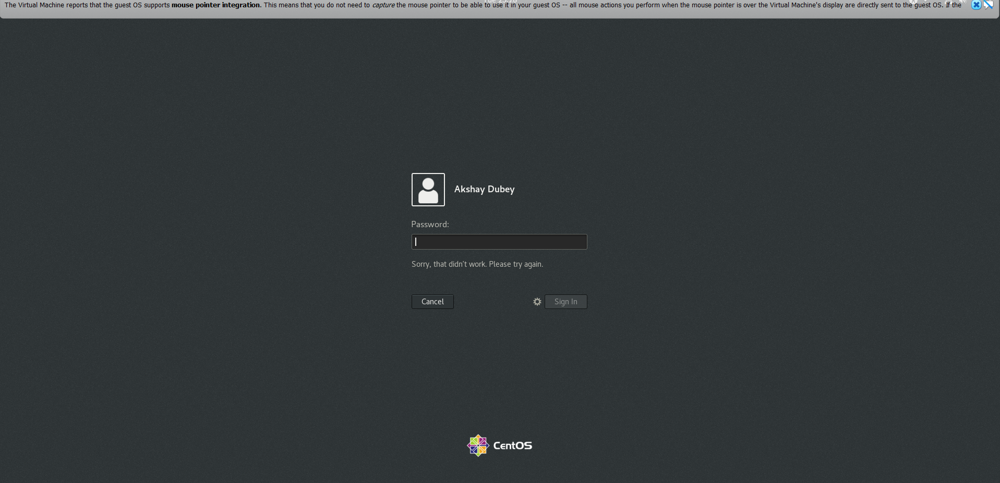 The Virtual Machine reports that the guest OS supports mouse pointer integration. This means that you do not need to capture the mouse pointer to be able to use it in your guest OS -- all mouse actions you perform when the mouse pointer is over the Virtual Machine's display are directly sent to the guest OS. If the
Akshay Dubey
Password:
Sorry, that didn't work. Please try again.
Cancel Sign In
CentOS